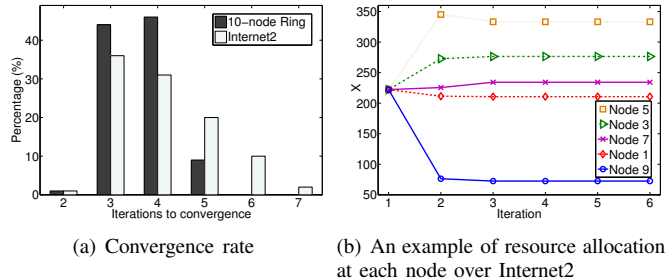 10−node Ring
Internet2
Percentage (%)
40
30
20
10
0
2 3 4 5 6 7
Iterations to convergence
(a) Convergence rate
X
350
300
250
200
150
100
50
Node 5
Node 3
Node 7
Node 1
Node 9
1 2 3 4 5 6
Iteration
(b) An example of resource allocation
at each node over Internet2